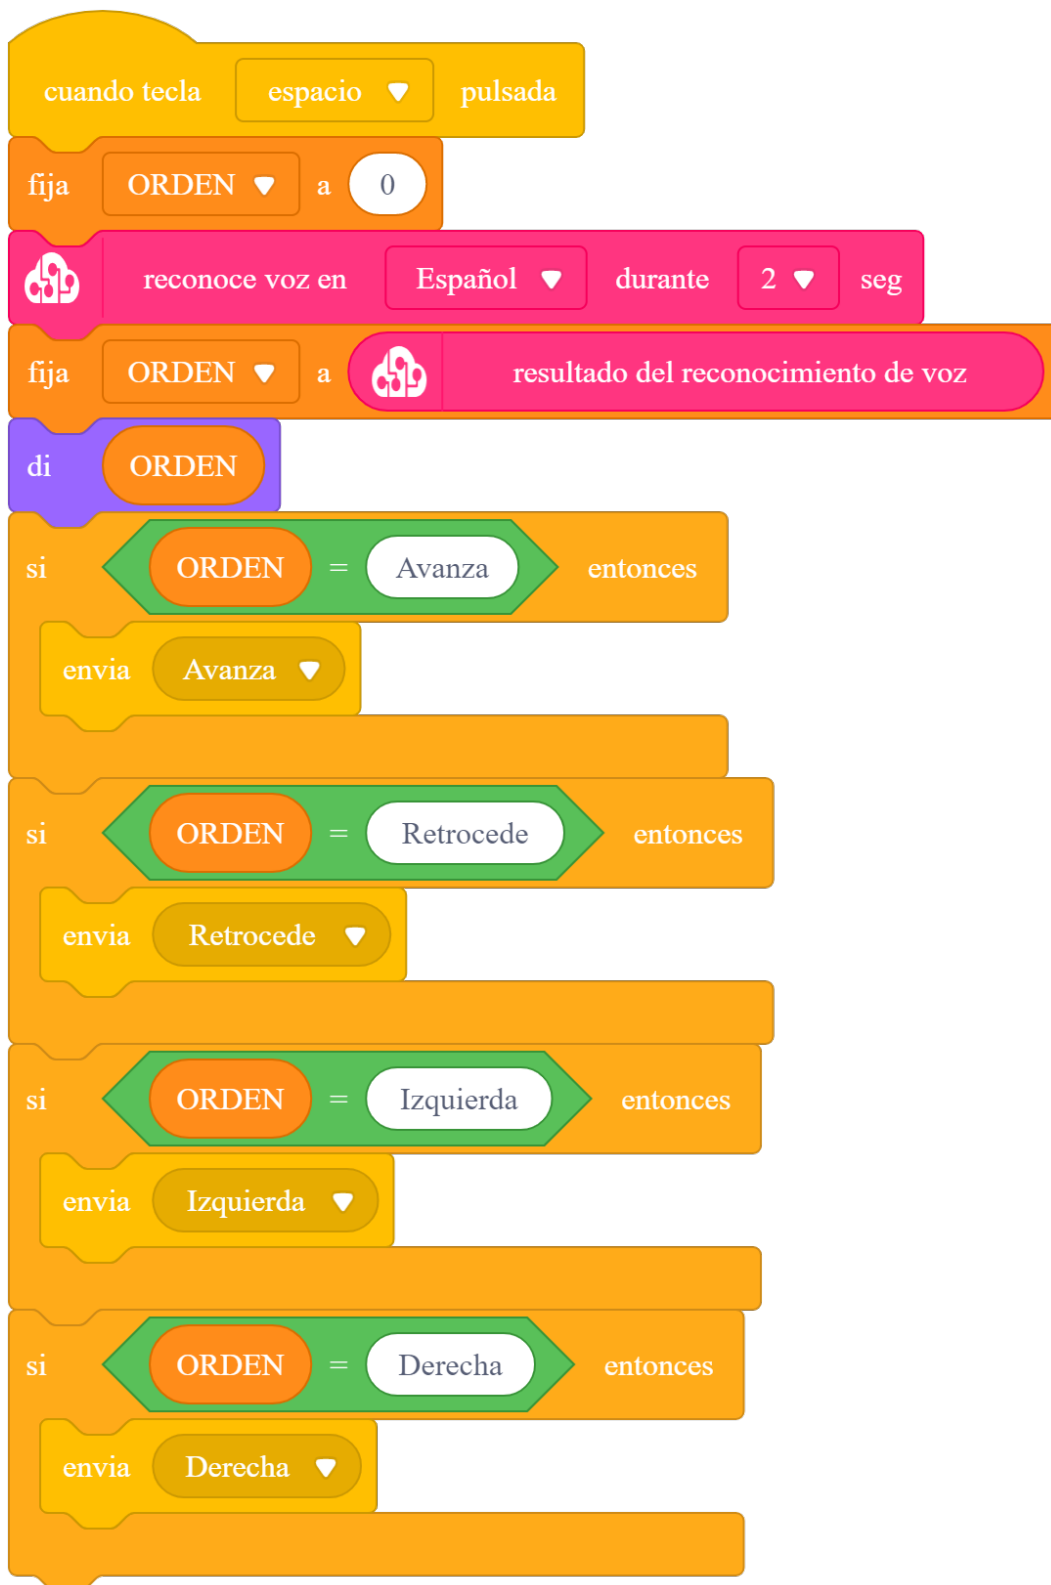 cuando tecla espacio pulsada
fija ORDEN a 0
reconoce voz en Español durante 2 seg
fija ORDEN a resultado del reconocimiento de voz
di ORDEN
si ORDEN = Avanza entonces
envia Avanza
si ORDEN = Retrocede entonces
envia Retrocede
si ORDEN = Izquierda entonces
envia Izquierda
si ORDEN = Derecha entonces
envia Derecha